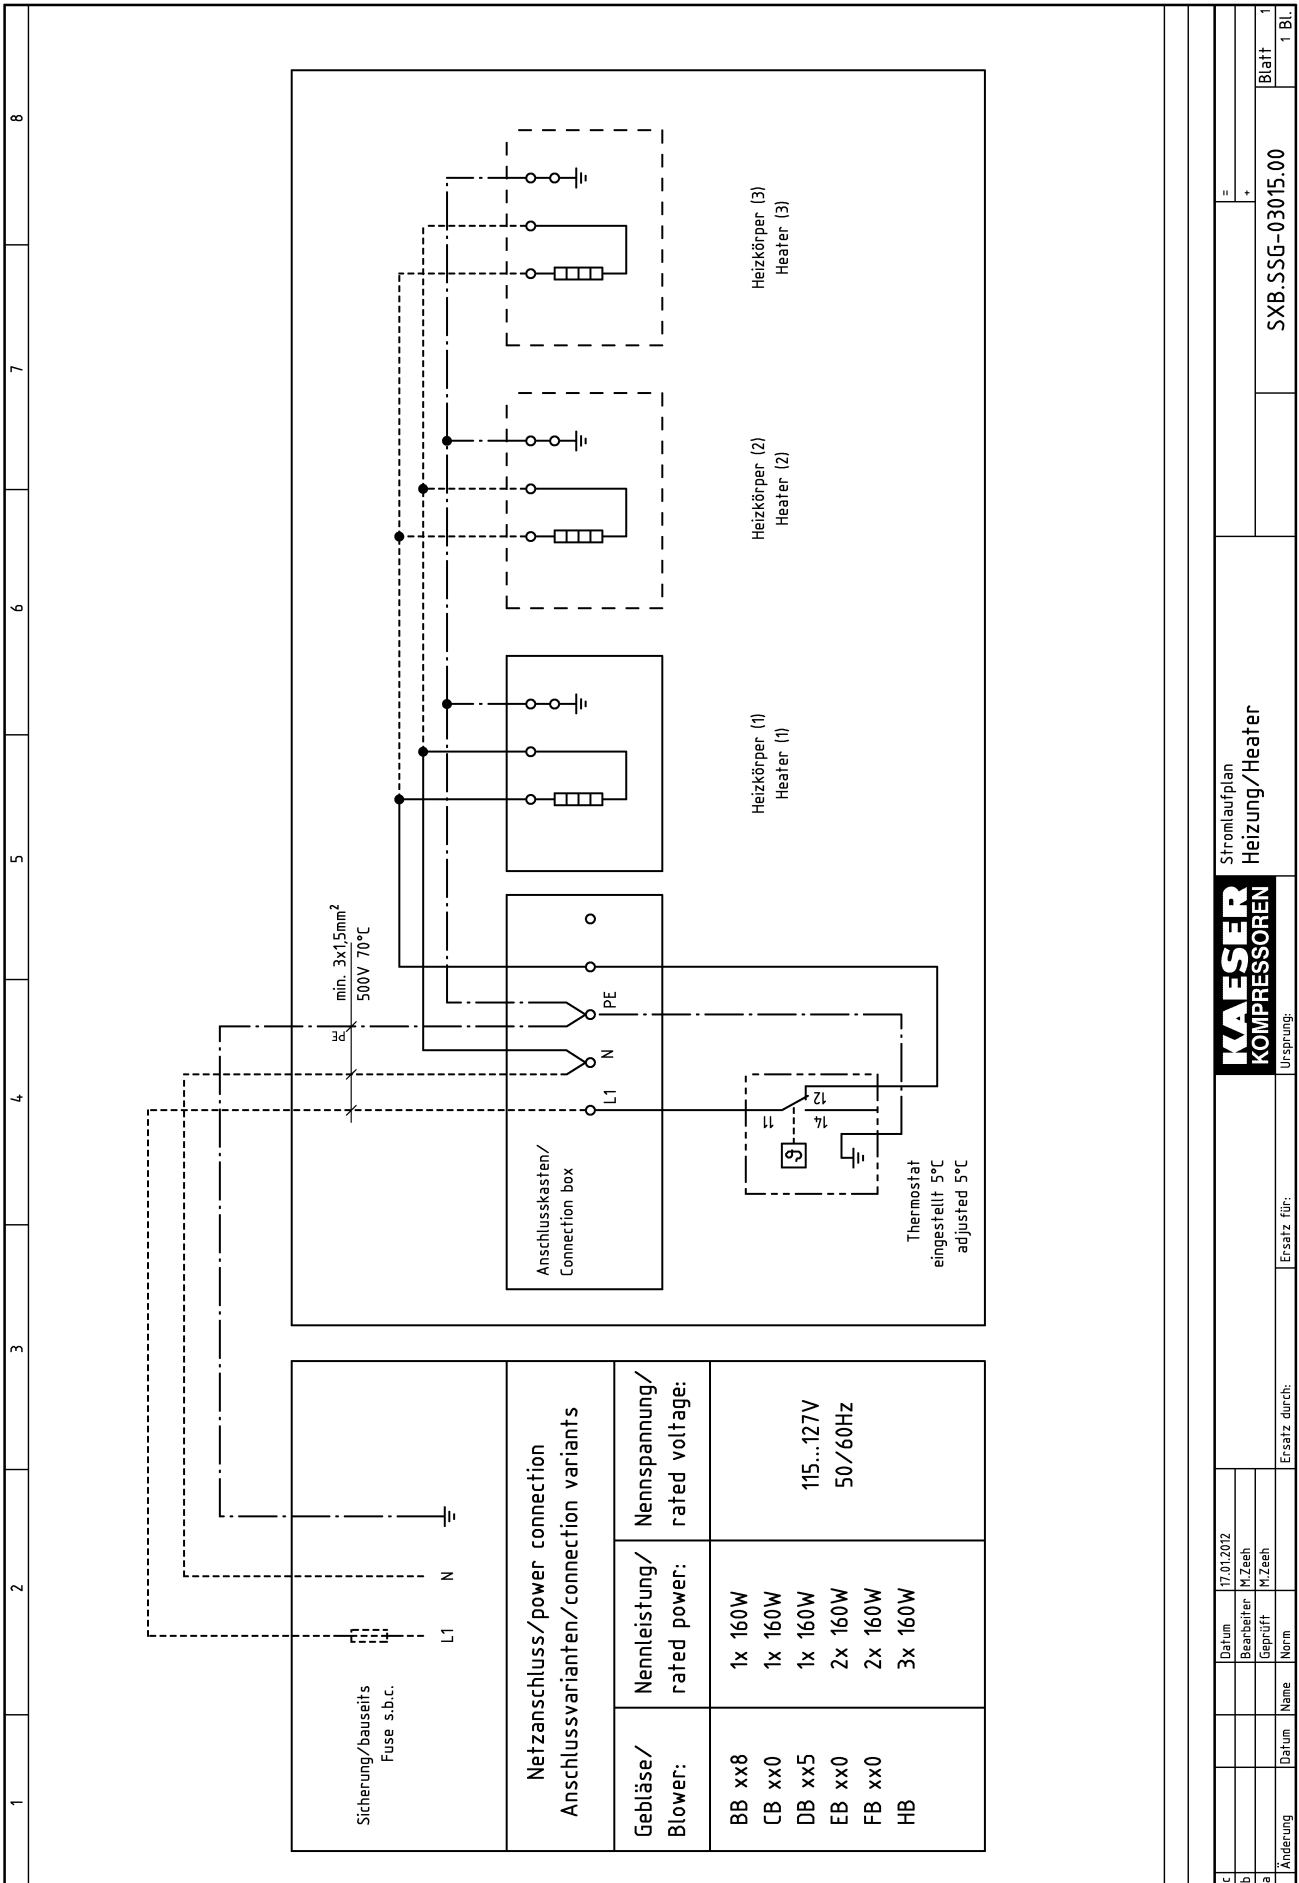 1
2
3
4
5
6
7
8
Sicherung/bauseits
Fuse s.b.c.
L1
N
Netzanschluss/power connection
Anschlussvarianten/connection variants
Gebläse/
Blower:
Nennleistung/
rated power:
Nennspannung/
rated voltage:
BB xx8 1x 160W
CB xx0 1x 160W
DB xx5 1x 160W
EB xx0 2x 160W
FB xx0 2x 160W
HB 3x 160W
115...127V
50/60Hz
min. 3x1,5mm²
500V 70°C
PE
Anschlusskasten/
Connection box
L1
N
PE
11
12
14
ϑ
Thermostat
eingestellt 5°C
adjusted 5°C
Heizkörper (1)
Heater (1)
Heizkörper (2)
Heater (2)
Heizkörper (3)
Heater (3)
c
b
a
Änderung
Datum
Name
Datum 17.01.2012
Bearbeiter M.Zeeh
Geprüft M.Zeeh
Norm
Ersatz durch:
Ersatz für:
Ursprung:
KAESER
KOMPRESSOREN
Stromlaufplan
Heizung/Heater
=
+
SXB.SSG-03015.00
Blatt 1
1 Bl.